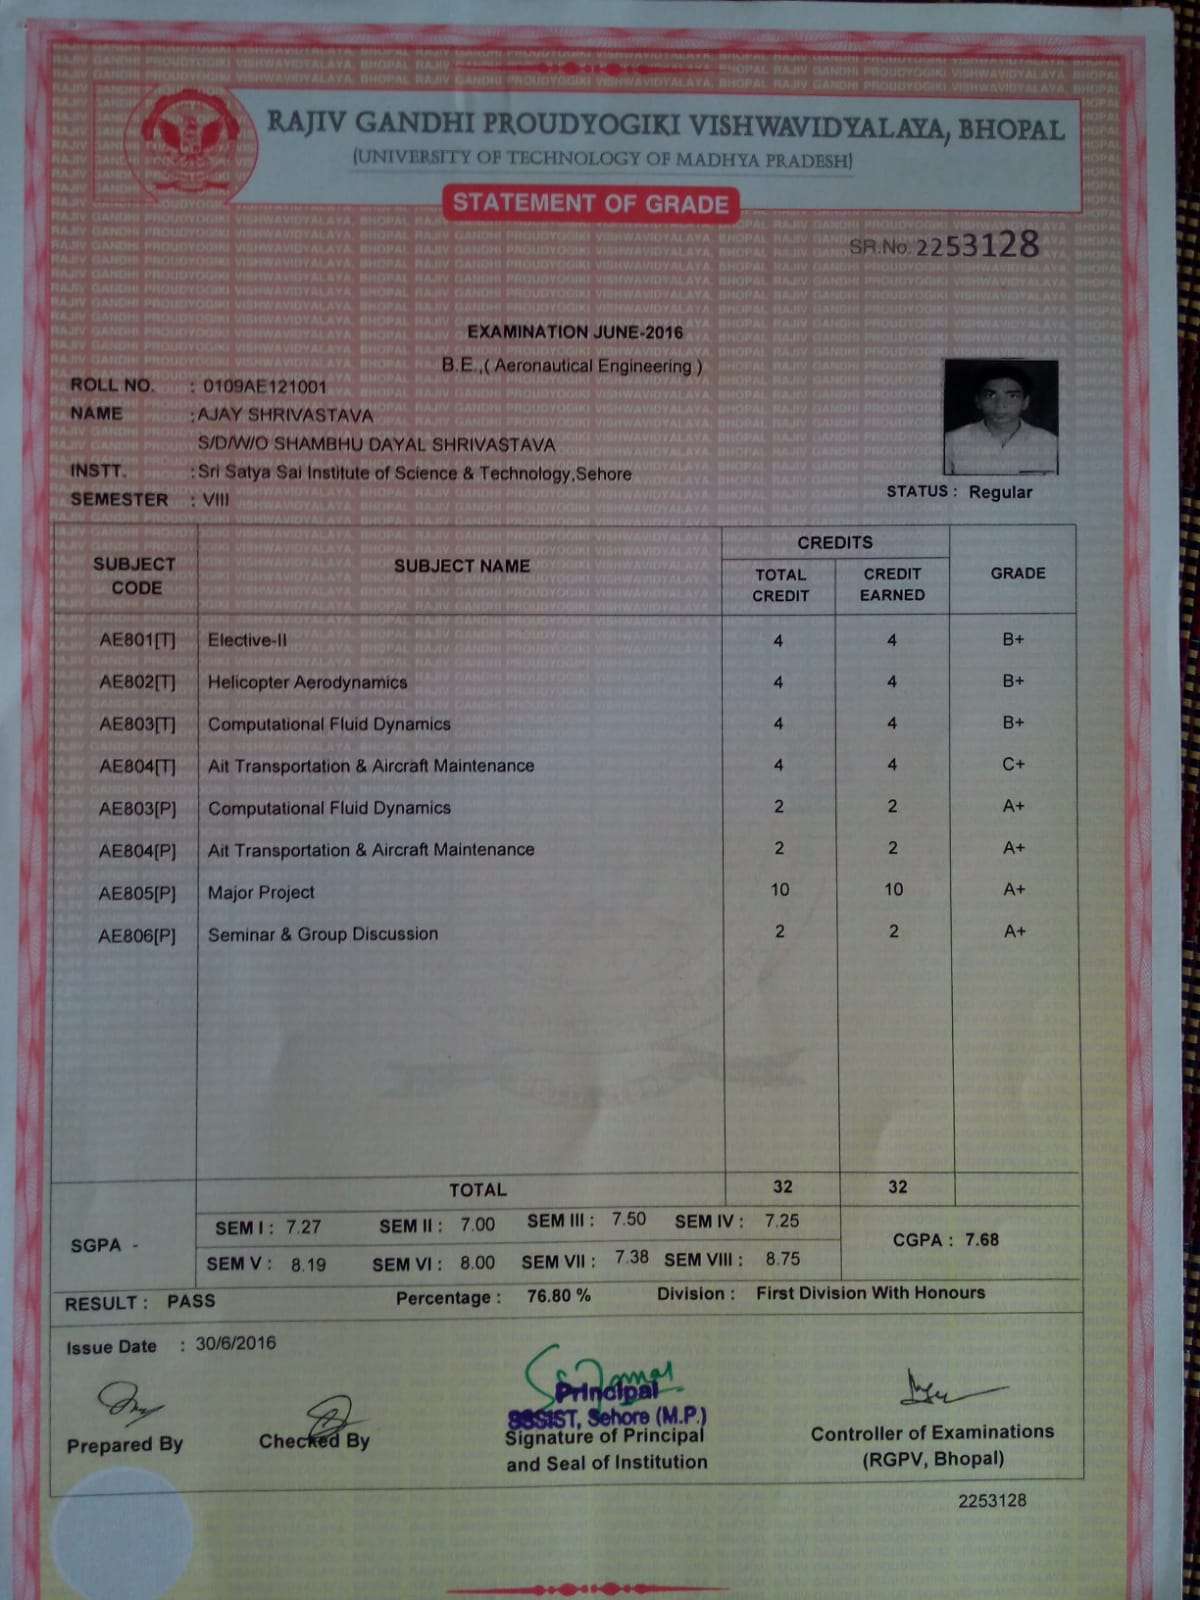 RAJIV GANDHI PROUDYOGIKI VISHWAVIDYALAYA, BHOPAL
(UNIVERSITY OF TECHNOLOGY OF MADHYA PRADESH)
STATEMENT OF GRADE
SR.No. 2253128
EXAMINATION JUNE-2016
B.E.,( Aeronautical Engineering )
ROLL NO. : 0109AE121001
NAME : AJAY SHRIVASTAVA
S/D/W/O SHAMBHU DAYAL SHRIVASTAVA
INSTT. : Sri Satya Sai Institute of Science & Technology,Sehore
SEMESTER : VIII
STATUS : Regular
SUBJECT CODE SUBJECT NAME CREDITS GRADE
TOTAL CREDIT CREDIT EARNED
AE801[T] Elective-II 4 4 B+
AE802[T] Helicopter Aerodynamics 4 4 B+
AE803[T] Computational Fluid Dynamics 4 4 B+
AE804[T] Ait Transportation & Aircraft Maintenance 4 4 C+
AE803[P] Computational Fluid Dynamics 2 2 A+
AE804[P] Ait Transportation & Aircraft Maintenance 2 2 A+
AE805[P] Major Project 10 10 A+
AE806[P] Seminar & Group Discussion 2 2 A+
TOTAL 32 32
SGPA -
SEM I : 7.27 SEM II : 7.00 SEM III : 7.50 SEM IV : 7.25
SEM V : 8.19 SEM VI : 8.00 SEM VII : 7.38 SEM VIII : 8.75
CGPA : 7.68
RESULT : PASS Percentage : 76.80 % Division : First Division With Honours
Issue Date : 30/6/2016
Principal
SSSIST, Sehore (M.P.)
Prepared By Checked By Signature of Principal and Seal of Institution
Controller of Examinations
(RGPV, Bhopal)
2253128